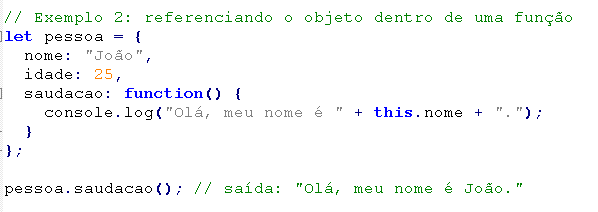 // Exemplo 2: referenciando o objeto dentro de uma função
let pessoa = {
  nome: "João",
  idade: 25,
  saudacao: function() {
    console.log("Olá, meu nome é " + this.nome + ".");
  }
};

pessoa.saudacao(); // saída: "Olá, meu nome é João."